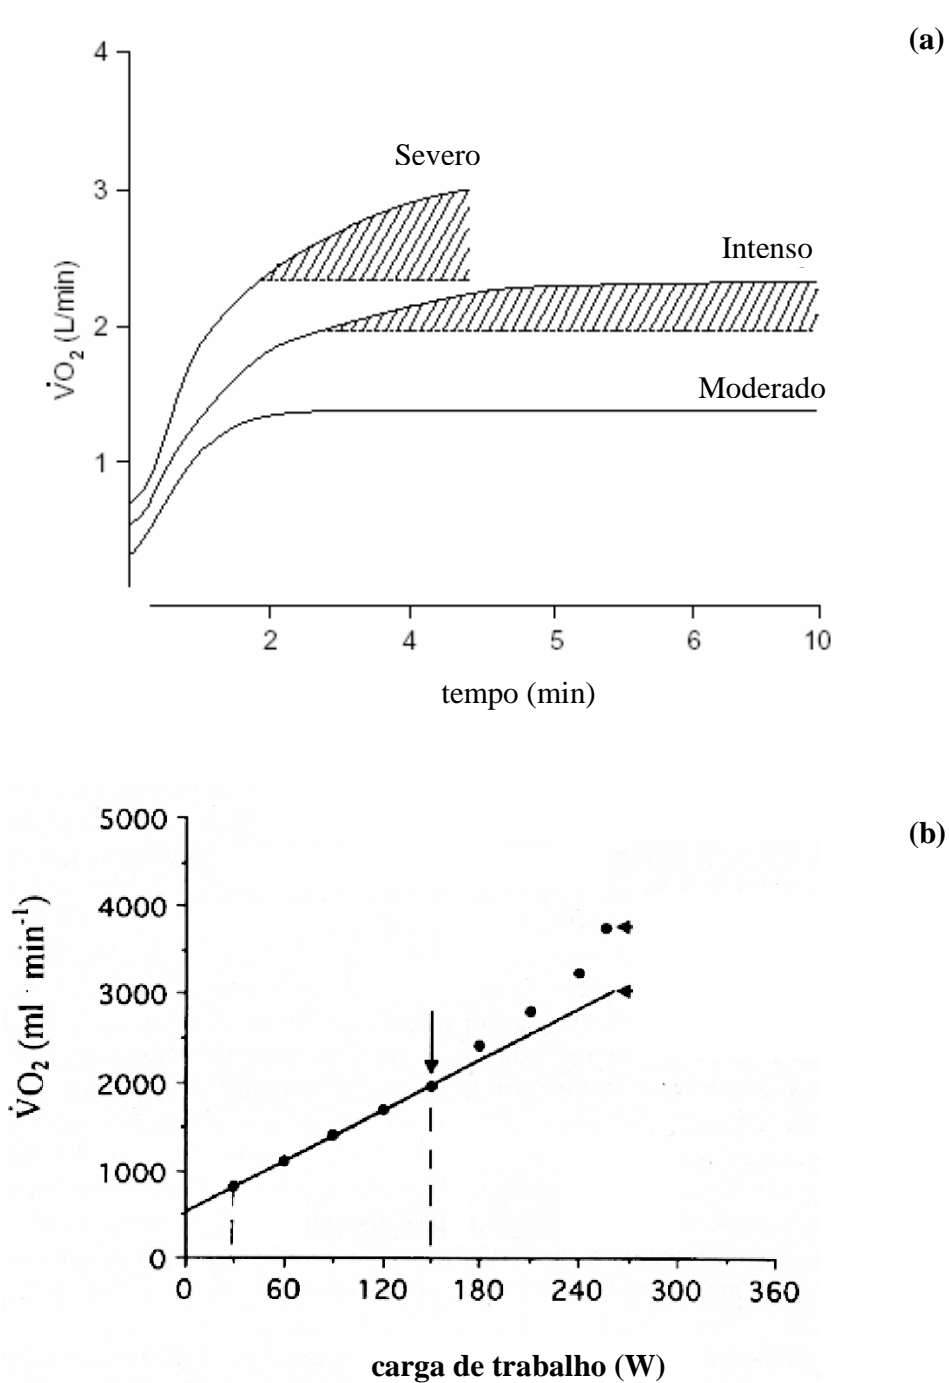 (a)
4
Severo
3
Intenso
2
Moderado
1
V̇O₂ (L/min)
2 4 5 6 10
tempo (min)
(b)
5000
4000
3000
2000
1000
0
V̇O₂ (ml · min⁻¹)
0 60 120 180 240 300 360
carga de trabalho (W)